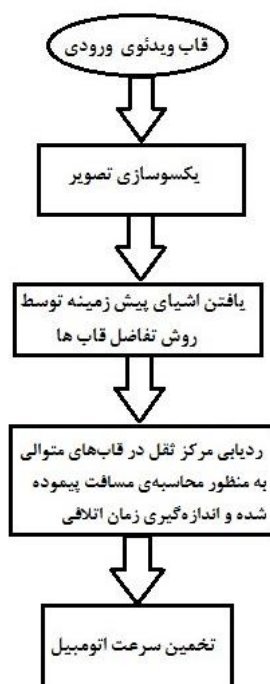 قاب ویدئوی ورودی
یکسوسازی تصویر
یافتن اشیای پیش زمینه توسط
روش تفاضل قاب ها
ردیابی مرکز ثقل در قاب‌های متوالی
به منظور محاسبه‌ی مسافت پیموده
شده و اندازه‌گیری زمان اتلافی
تخمین سرعت اتومبیل